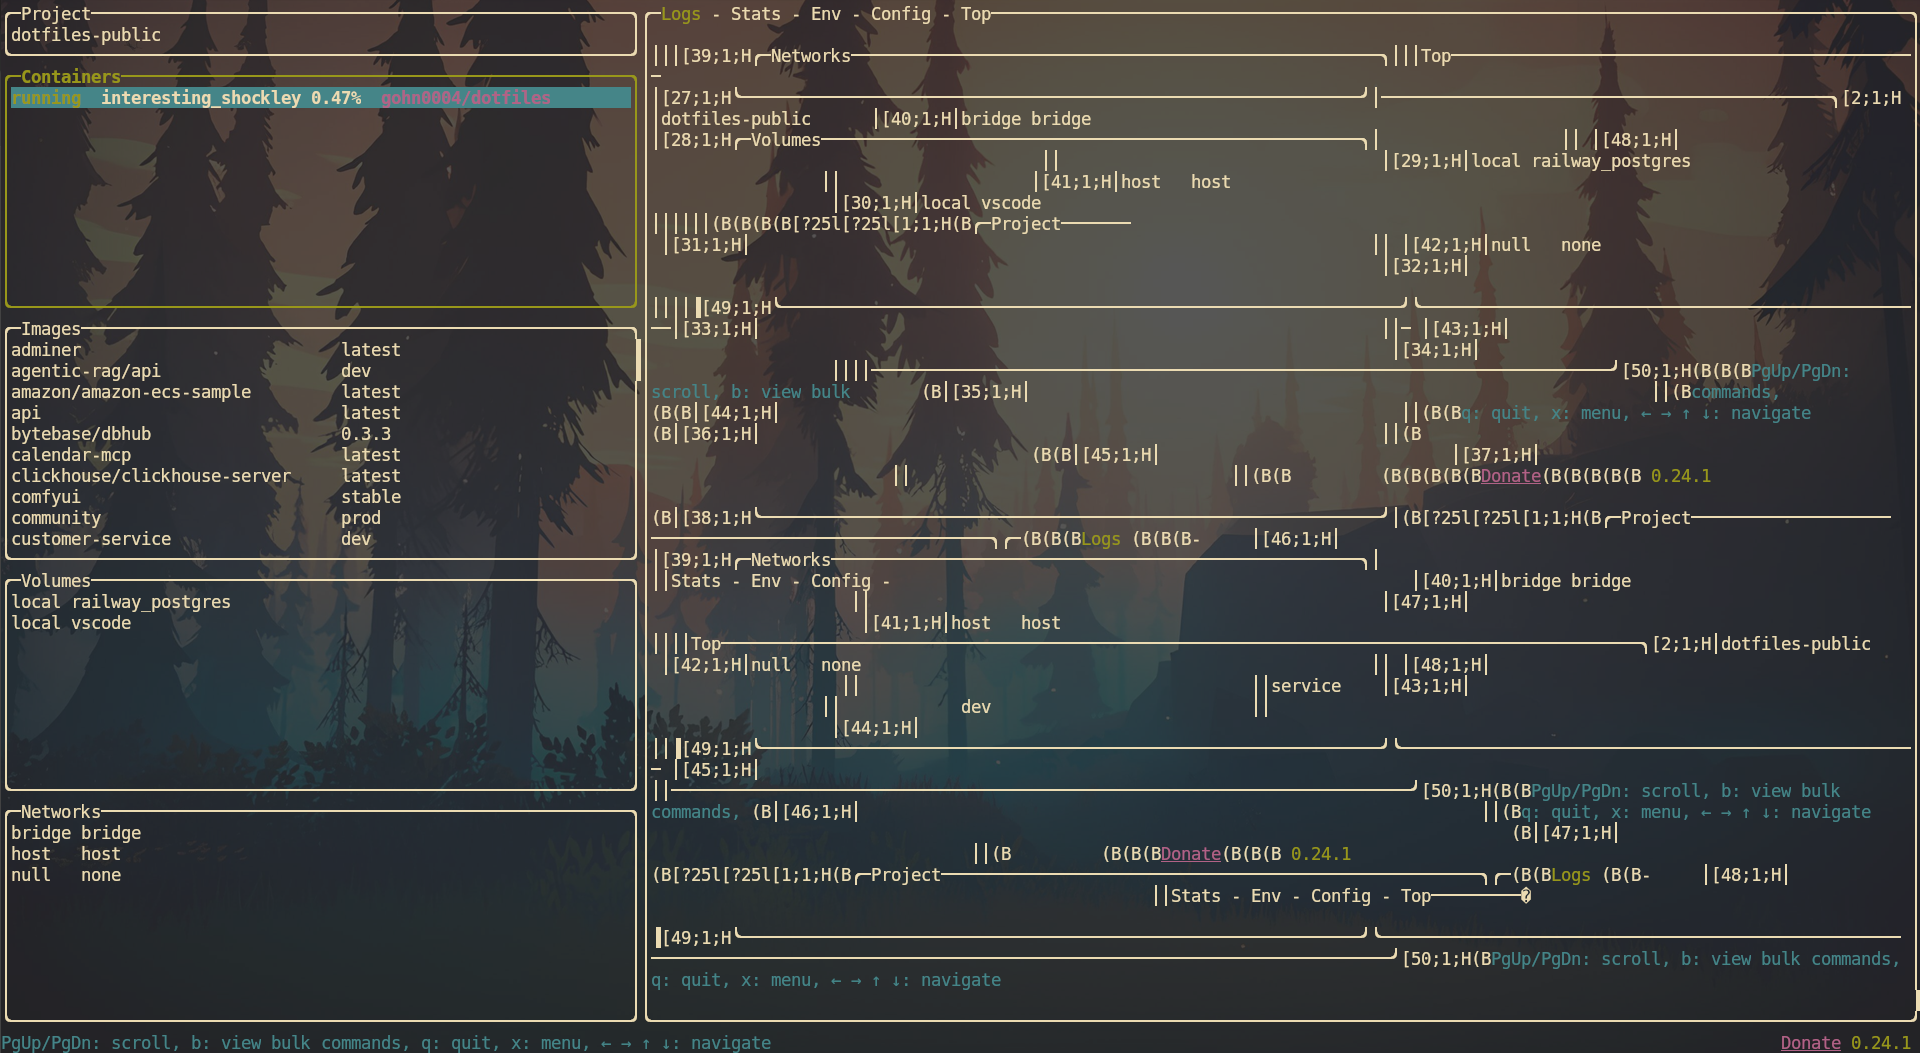 Project
dotfiles-public
Containers
running interesting_shockley 0.47% gohn0004/dotfiles
Images
adminer latest
agentic-rag/api dev
amazon/amazon-ecs-sample latest
api latest
bytebase/dbhub 0.3.3
calendar-mcp latest
clickhouse/clickhouse-server latest
comfyui stable
community prod
customer-service dev
Volumes
local railway_postgres
local vscode
Networks
bridge bridge
host host
null none
Logs - Stats - Env - Config - Top
│││[39;1;H╭─Networks──╮│││Top──
─
│[27;1;H╰──╯│──╮[2;1;H
│dotfiles-public │[40;1;H│bridge bridge
│[28;1;H╭─Volumes──╮│ ││ │[48;1;H│
││ │[29;1;H│local railway_postgres
││ │[41;1;H│host host
│[30;1;H│local vscode
││││││(B(B(B(B[?25l[?25l[1;1;H(B╭─Project──
│[31;1;H│ ││ │[42;1;H│null none
│[32;1;H│
││││▐[49;1;H╰──╯╰──
──│[33;1;H│ ││─ │[43;1;H│
│[34;1;H│
││││──╯[50;1;H(B(B(BPgUp/PgDn:
scroll, b: view bulk (B│[35;1;H│ ││(Bcommands,
(B(B│[44;1;H│ ││(B(Bq: quit, x: menu, ← → ↑ ↓: navigate
(B│[36;1;H│ ││(B
(B(B│[45;1;H│ │[37;1;H│
││ ││(B(B (B(B(B(B(BDonate(B(B(B(B(B 0.24.1
(B│[38;1;H╰──╯│(B[?25l[?25l[1;1;H(B╭─Project──
──╮╭─(B(B(BLogs (B(B(B- │[46;1;H│
│[39;1;H╭─Networks──╮│
││Stats - Env - Config - │[40;1;H│bridge bridge
││ │[47;1;H│
│[41;1;H│host host
││││Top──╮[2;1;H│dotfiles-public
│[42;1;H│null none ││ │[48;1;H│
││ ││service │[43;1;H│
││ dev ││
│[44;1;H│
││▐[49;1;H╰──╯╰──
─ │[45;1;H│
││──╯[50;1;H(B(BPgUp/PgDn: scroll, b: view bulk
commands, (B│[46;1;H│ ││(Bq: quit, x: menu, ← → ↑ ↓: navigate
(B│[47;1;H│
││(B (B(B(BDonate(B(B(B 0.24.1
(B[?25l[?25l[1;1;H(B╭─Project──╮╭─(B(BLogs (B(B- │[48;1;H│
││Stats - Env - Config - Top──�
▐[49;1;H╰──╯╰──
──╯[50;1;H(BPgUp/PgDn: scroll, b: view bulk commands,
q: quit, x: menu, ← → ↑ ↓: navigate
PgUp/PgDn: scroll, b: view bulk commands, q: quit, x: menu, ← → ↑ ↓: navigate
Donate 0.24.1